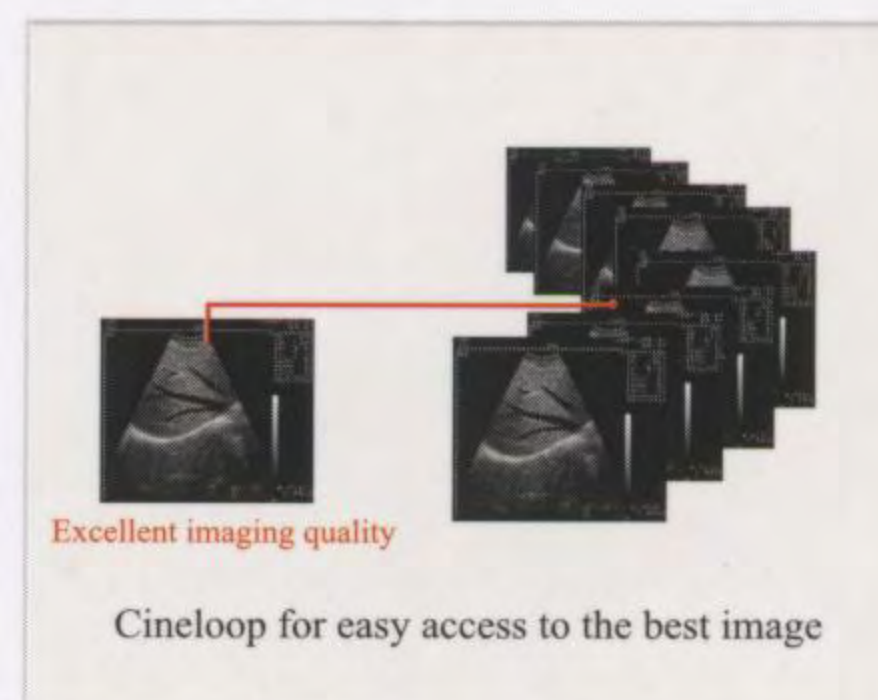 Excellent imaging quality
Cineloop for easy access to the best image